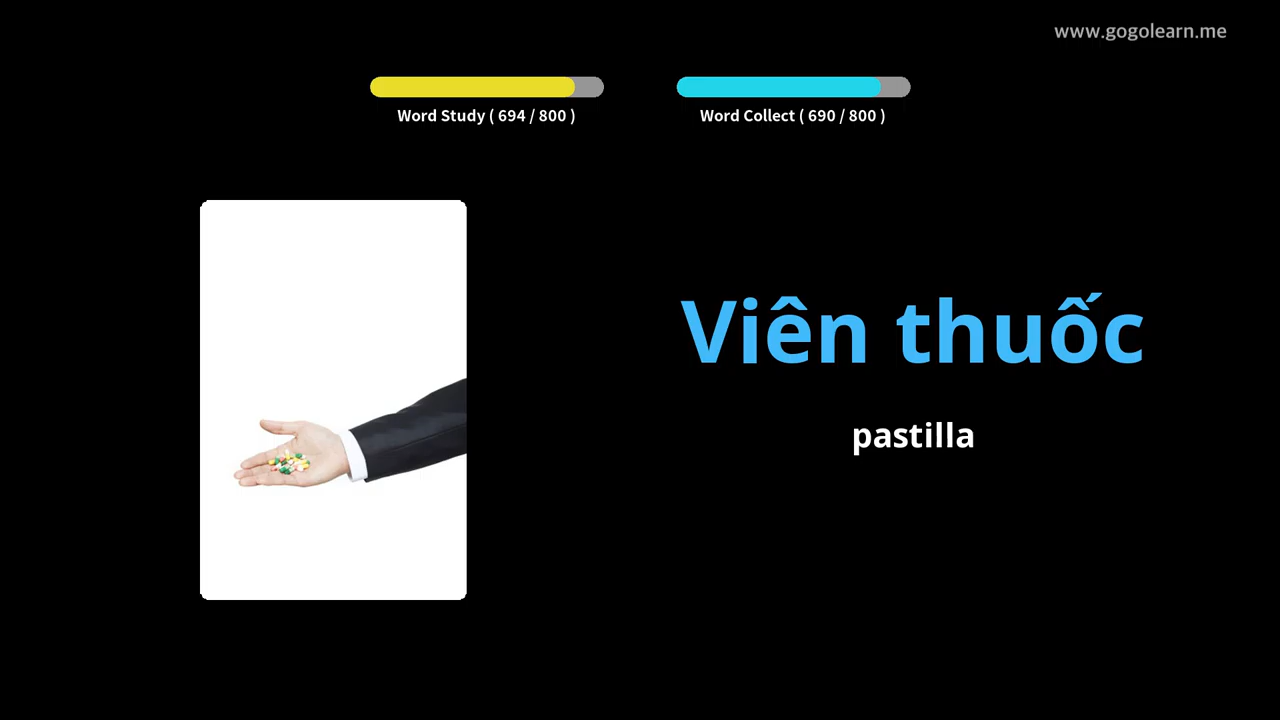 www.gogolearn.me
Word Study ( 694 / 800 )
Word Collect ( 690 / 800 )
Viên thuốc
pastilla